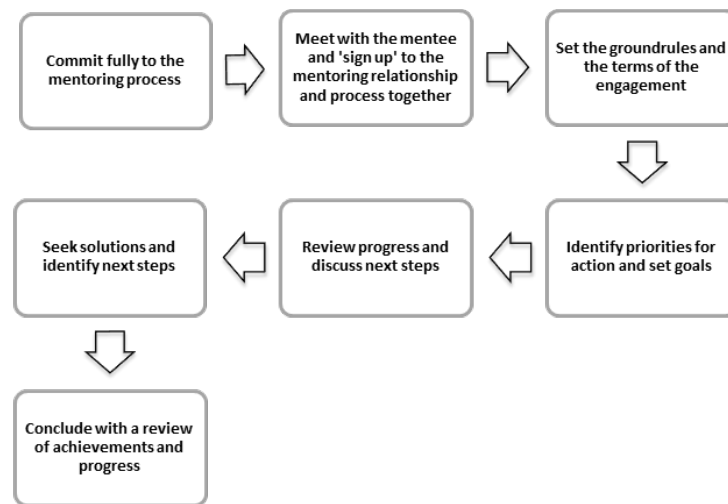 Commit fully to the
mentoring process
Meet with the mentee
and 'sign up' to the
mentoring relationship
and process together
Set the groundrules and
the terms of the
engagement
Identify priorities for
action and set goals
Review progress and
discuss next steps
Seek solutions and
identify next steps
Conclude with a review
of achievements and
progress